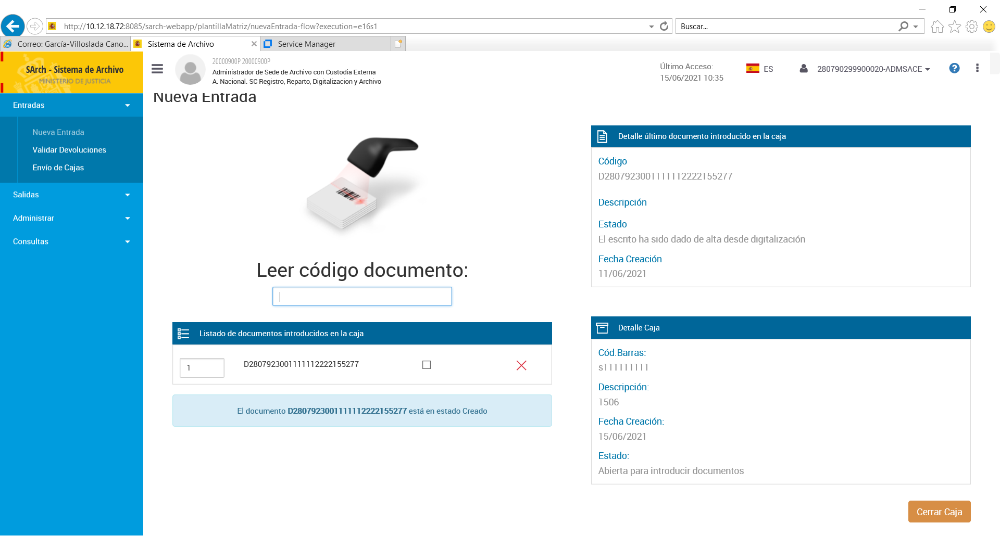 http://10.12.18.72:8085/sarch-webapp/plantillaMatriz/nuevaEntrada-flow?execution=e16s1
Buscar...
Correo: García-Villoslada Cano...
Sistema de Archivo
Service Manager
SArch - Sistema de Archivo
MINISTERIO DE JUSTICIA
20000900P 20000900P
Administrador de Sede de Archivo con Custodia Externa
A. Nacional. SC Registro, Reparto, Digitalizacion y Archivo
Último Acceso:
15/06/2021 10:35
ES
280790299900020-ADMSACE
Entradas
Nueva Entrada
Validar Devoluciones
Envío de Cajas
Salidas
Administrar
Consultas
Nueva Entrada
Leer código documento:
Listado de documentos introducidos en la caja
1
D2807923001111112222155277
El documento D2807923001111112222155277 está en estado Creado
Detalle último documento introducido en la caja
Código
D2807923001111112222155277
Descripción
Estado
El escrito ha sido dado de alta desde digitalización
Fecha Creación
11/06/2021
Detalle Caja
Cód.Barras:
s111111111
Descripción:
1506
Fecha Creación:
15/06/2021
Estado:
Abierta para introducir documentos
Cerrar Caja